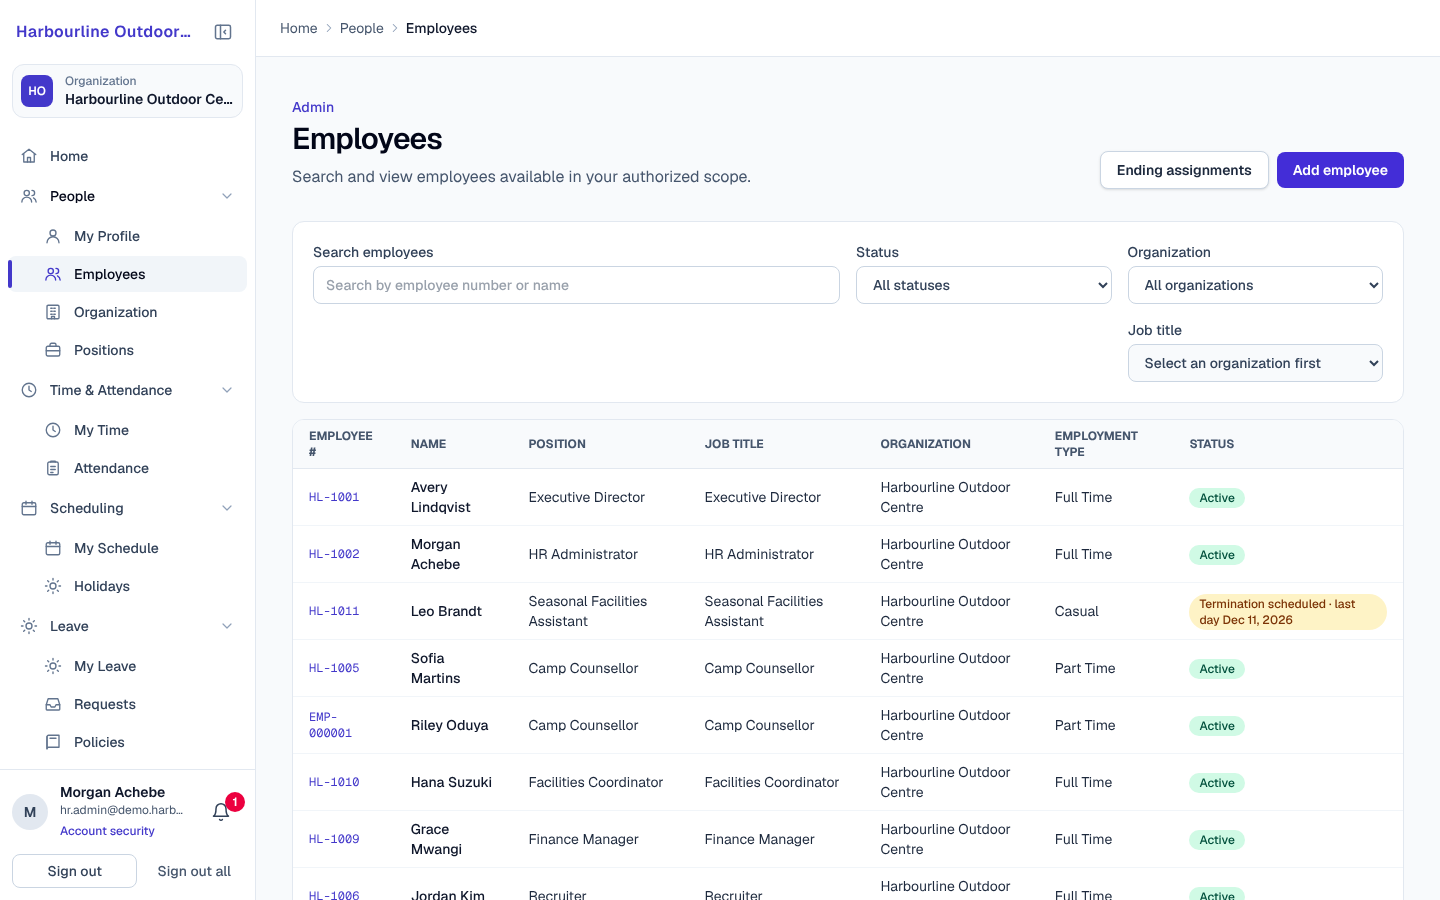 Harbourline Outdoor...
HO
Organization
Harbourline Outdoor Ce...
Home
People
My Profile
Employees
Organization
Positions
Time & Attendance
My Time
Attendance
Scheduling
My Schedule
Holidays
Leave
My Leave
Requests
Policies
M
Morgan Achebe
hr.admin@demo.harb...
Account security
1
Sign out
Sign out all
Home > People > Employees
Admin
Employees
Search and view employees available in your authorized scope.
Ending assignments
Add employee
Search employees
Search by employee number or name
Status
All statuses
Organization
All organizations
Job title
Select an organization first
EMPLOYEE # NAME POSITION JOB TITLE ORGANIZATION EMPLOYMENT TYPE STATUS
HL-1001 Avery Lindqvist Executive Director Executive Director Harbourline Outdoor Centre Full Time Active
HL-1002 Morgan Achebe HR Administrator HR Administrator Harbourline Outdoor Centre Full Time Active
HL-1011 Leo Brandt Seasonal Facilities Assistant Seasonal Facilities Assistant Harbourline Outdoor Centre Casual Termination scheduled · last day Dec 11, 2026
HL-1005 Sofia Martins Camp Counsellor Camp Counsellor Harbourline Outdoor Centre Part Time Active
EMP-000001 Riley Oduya Camp Counsellor Camp Counsellor Harbourline Outdoor Centre Part Time Active
HL-1010 Hana Suzuki Facilities Coordinator Facilities Coordinator Harbourline Outdoor Centre Full Time Active
HL-1009 Grace Mwangi Finance Manager Finance Manager Harbourline Outdoor Centre Full Time Active
HL-1006 Jordan Kim Recruiter Recruiter Harbourline Outdoor Full Time Active